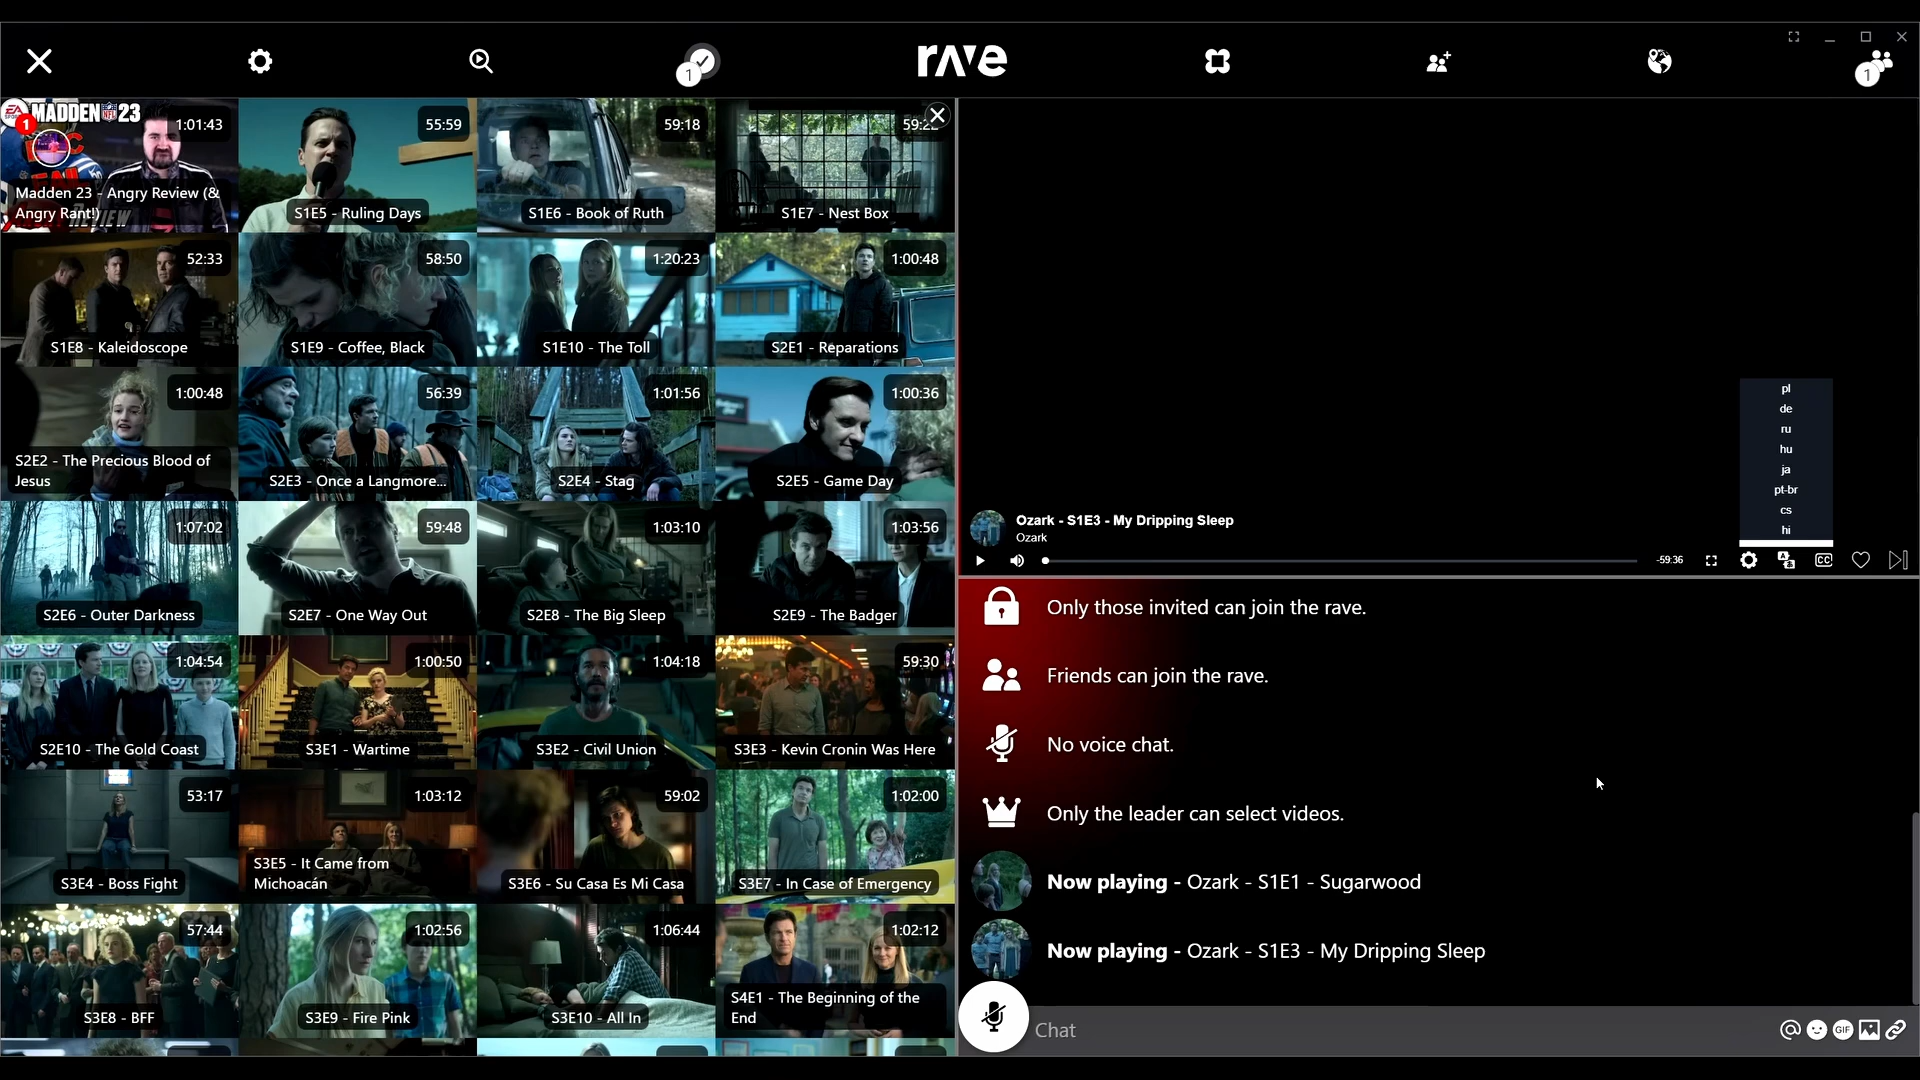 1
rave
1
MADDEN NFL 23
EA
1
1:01:43
Madden 23 - Angry Review (&
Angry Rant!)
REVIEW
55:59
S1E5 - Ruling Days
59:18
S1E6 - Book of Ruth
59:22
S1E7 - Nest Box
52:33
S1E8 - Kaleidoscope
58:50
S1E9 - Coffee, Black
1:20:23
S1E10 - The Toll
1:00:48
S2E1 - Reparations
1:00:48
S2E2 - The Precious Blood of
Jesus
56:39
S2E3 - Once a Langmore...
1:01:56
S2E4 - Stag
1:00:36
S2E5 - Game Day
1:07:02
S2E6 - Outer Darkness
59:48
S2E7 - One Way Out
1:03:10
S2E8 - The Big Sleep
1:03:56
S2E9 - The Badger
1:04:54
S2E10 - The Gold Coast
1:00:50
S3E1 - Wartime
1:04:18
S3E2 - Civil Union
59:30
S3E3 - Kevin Cronin Was Here
53:17
S3E4 - Boss Fight
1:03:12
S3E5 - It Came from
Michoacán
59:02
S3E6 - Su Casa Es Mi Casa
1:02:00
S3E7 - In Case of Emergency
57:44
S3E8 - BFF
1:02:56
S3E9 - Fire Pink
1:06:44
S3E10 - All In
1:02:12
S4E1 - The Beginning of the
End
pl
de
ru
hu
ja
pt-br
cs
hi
Ozark - S1E3 - My Dripping Sleep
Ozark
-59:36
CC
Only those invited can join the rave.
Friends can join the rave.
No voice chat.
Only the leader can select videos.
Now playing - Ozark - S1E1 - Sugarwood
Now playing - Ozark - S1E3 - My Dripping Sleep
Chat
@
GIF